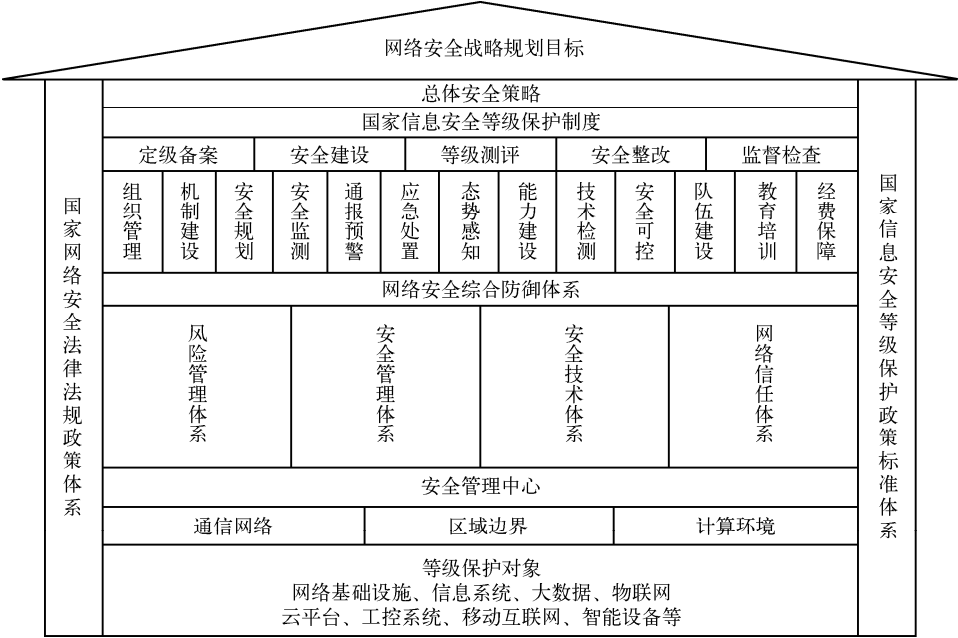 网络安全战略规划目标
总体安全策略
国家信息安全等级保护制度
定级备案
安全建设
等级测评
安全整改
监督检查
国家网络安全法律法规政策体系
组织管理
机制建设
安全规划
安全监测
通报预警
应急处置
态势感知
能力建设
技术检测
安全可控
队伍建设
教育培训
经费保障
国家信息安全等级保护政策标准体系
网络安全综合防御体系
风险管理体系
安全管理体系
安全技术体系
网络信任体系
安全管理中心
通信网络
区域边界
计算环境
等级保护对象
网络基础设施、信息系统、大数据、物联网
云平台、工控系统、移动互联网、智能设备等